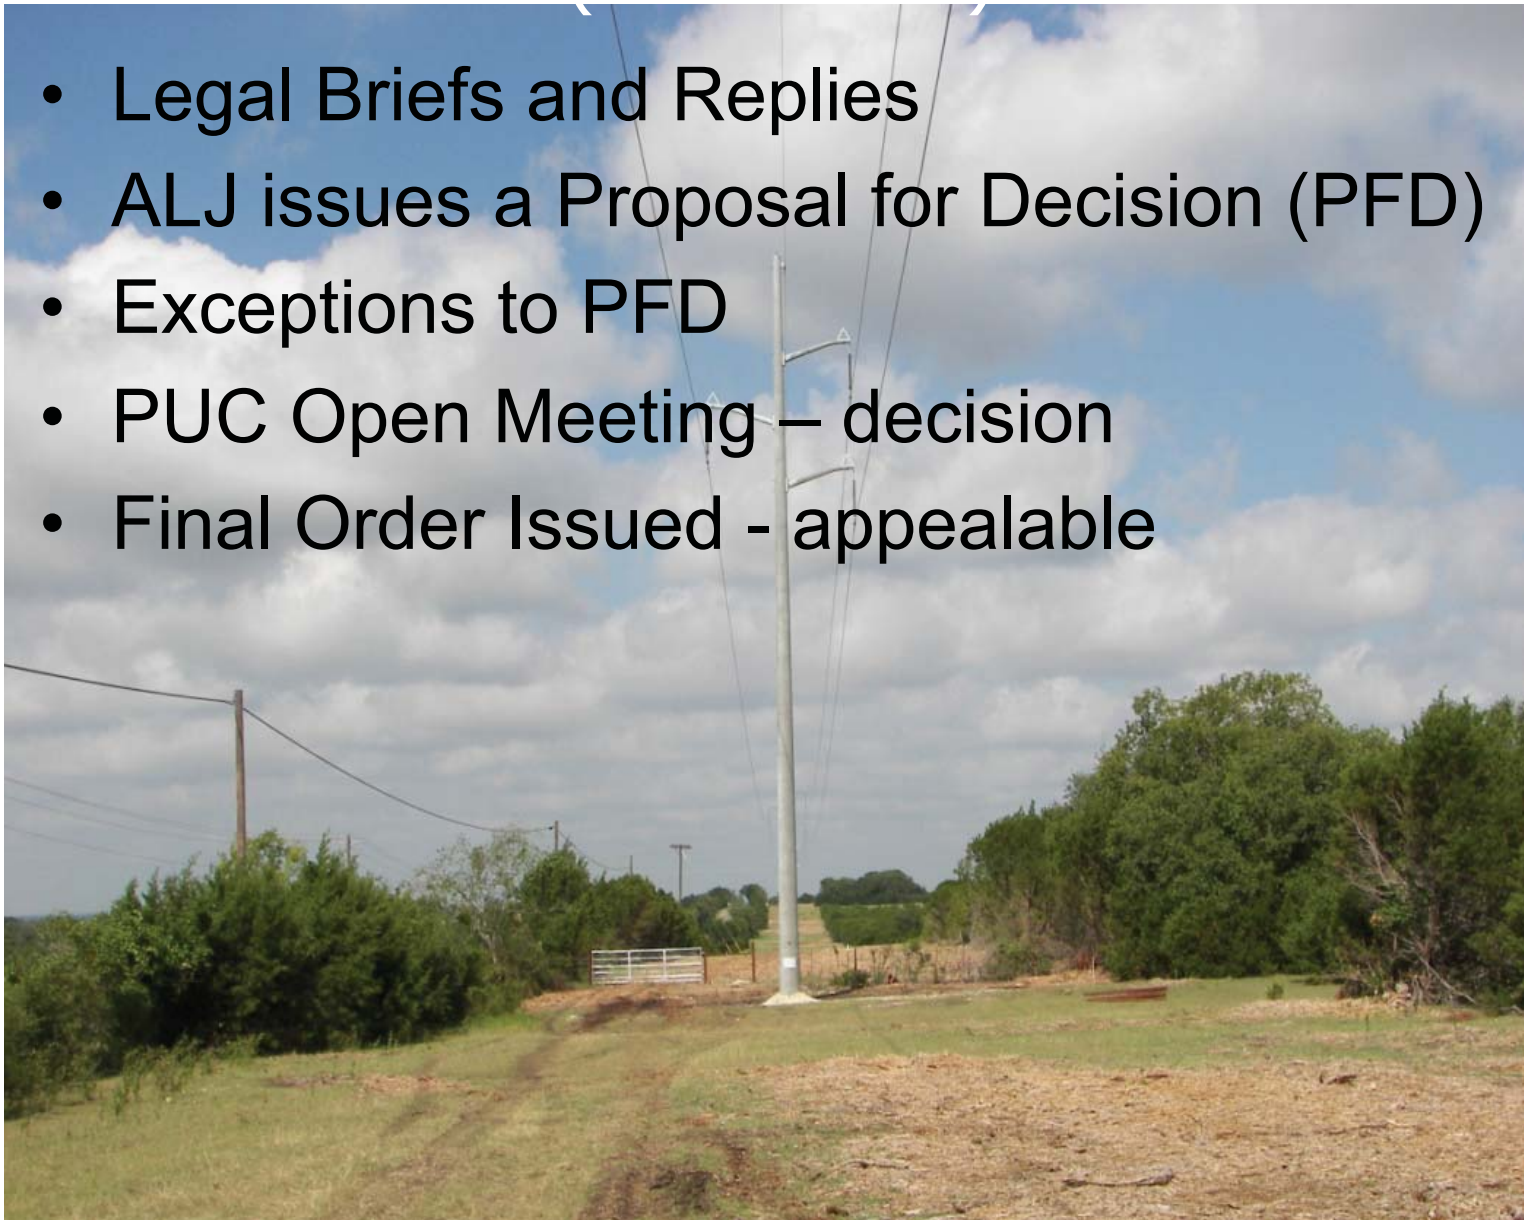 • Legal Briefs and Replies
• ALJ issues a Proposal for Decision (PFD)
• Exceptions to PFD
• PUC Open Meeting – decision
• Final Order Issued - appealable